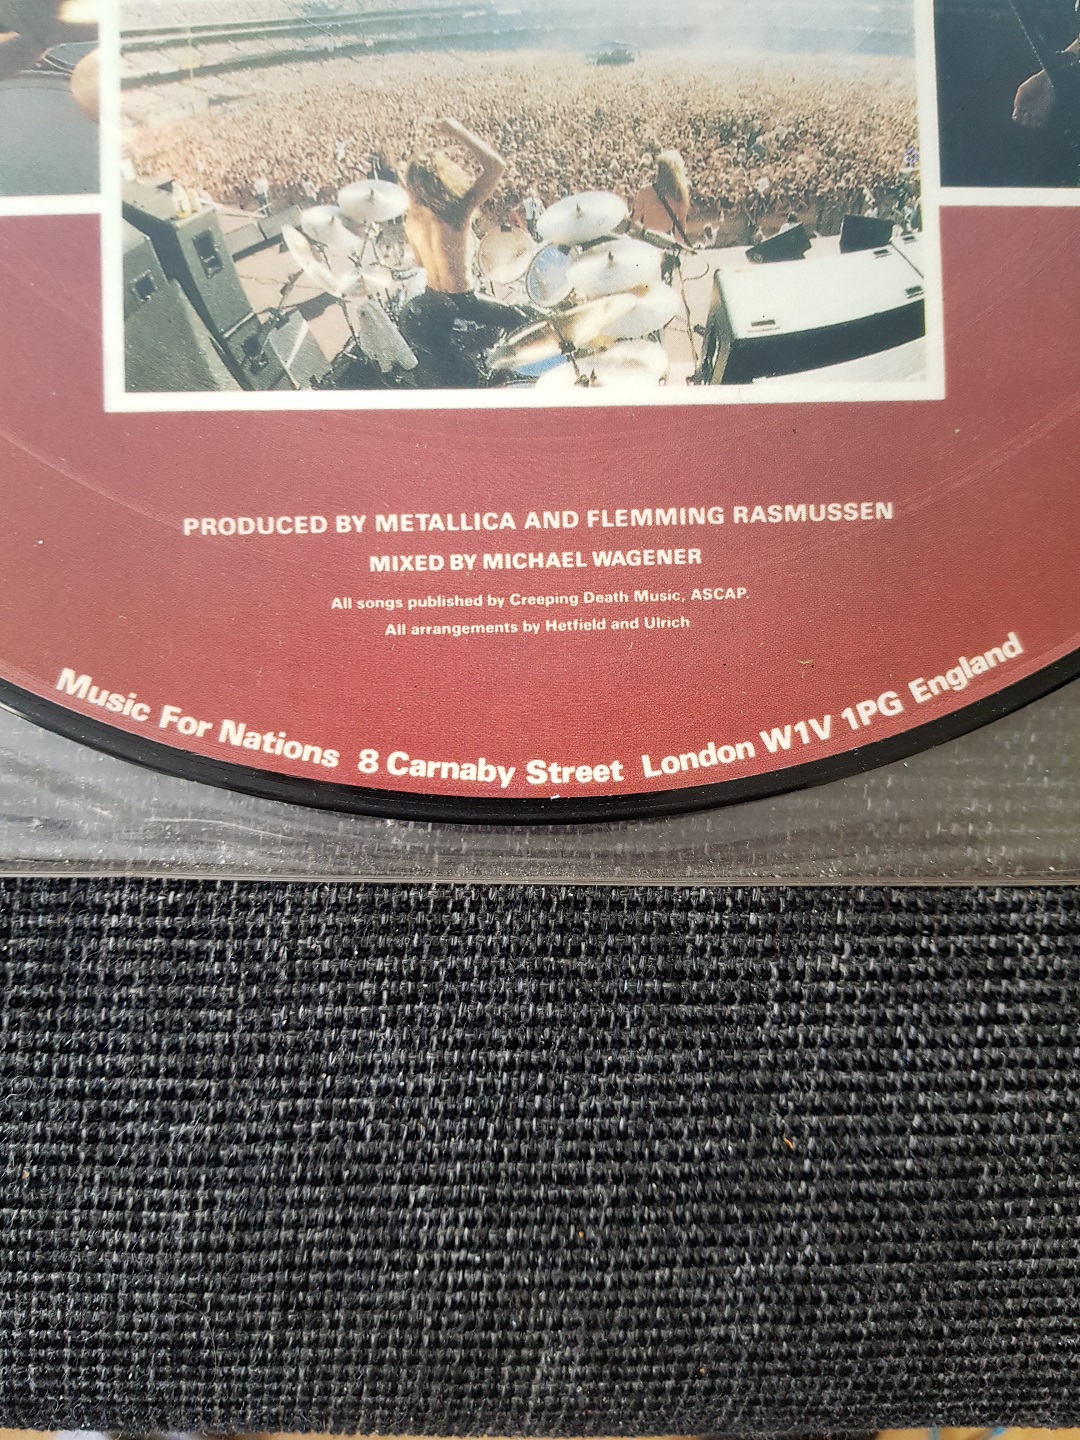 PRODUCED BY METALLICA AND FLEMMING RASMUSSEN
MIXED BY MICHAEL WAGENER
All songs published by Creeping Death Music, ASCAP.
All arrangements by Hetfield and Ulrich
Music For Nations 8 Carnaby Street London W1V 1PG England